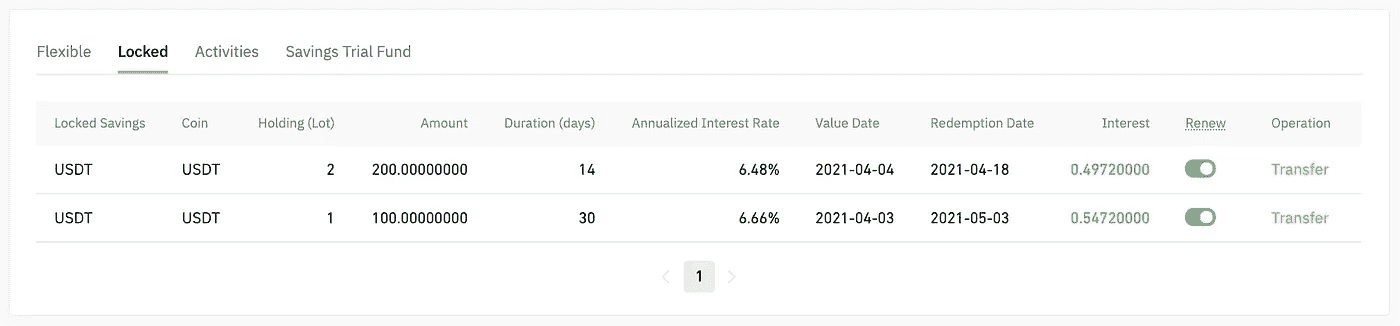 Flexible Locked Activities Savings Trial Fund
Locked Savings Coin Holding (Lot) Amount Duration (days) Annualized Interest Rate Value Date Redemption Date Interest Renew Operation
USDT USDT 2 200.00000000 14 6.48% 2021-04-04 2021-04-18 0.49720000 Transfer
USDT USDT 1 100.00000000 30 6.66% 2021-04-03 2021-05-03 0.54720000 Transfer
1